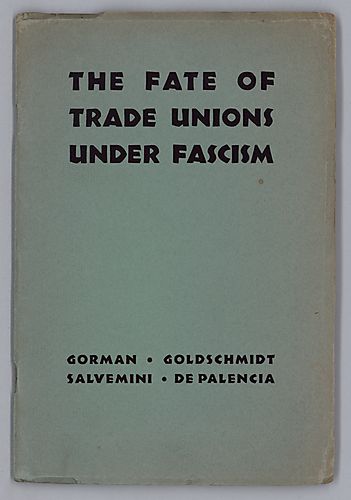 THE FATE OF
TRADE UNIONS
UNDER FASCISM
GORMAN • GOLDSCHMIDT
SALVEMINI • DE PALENCIA